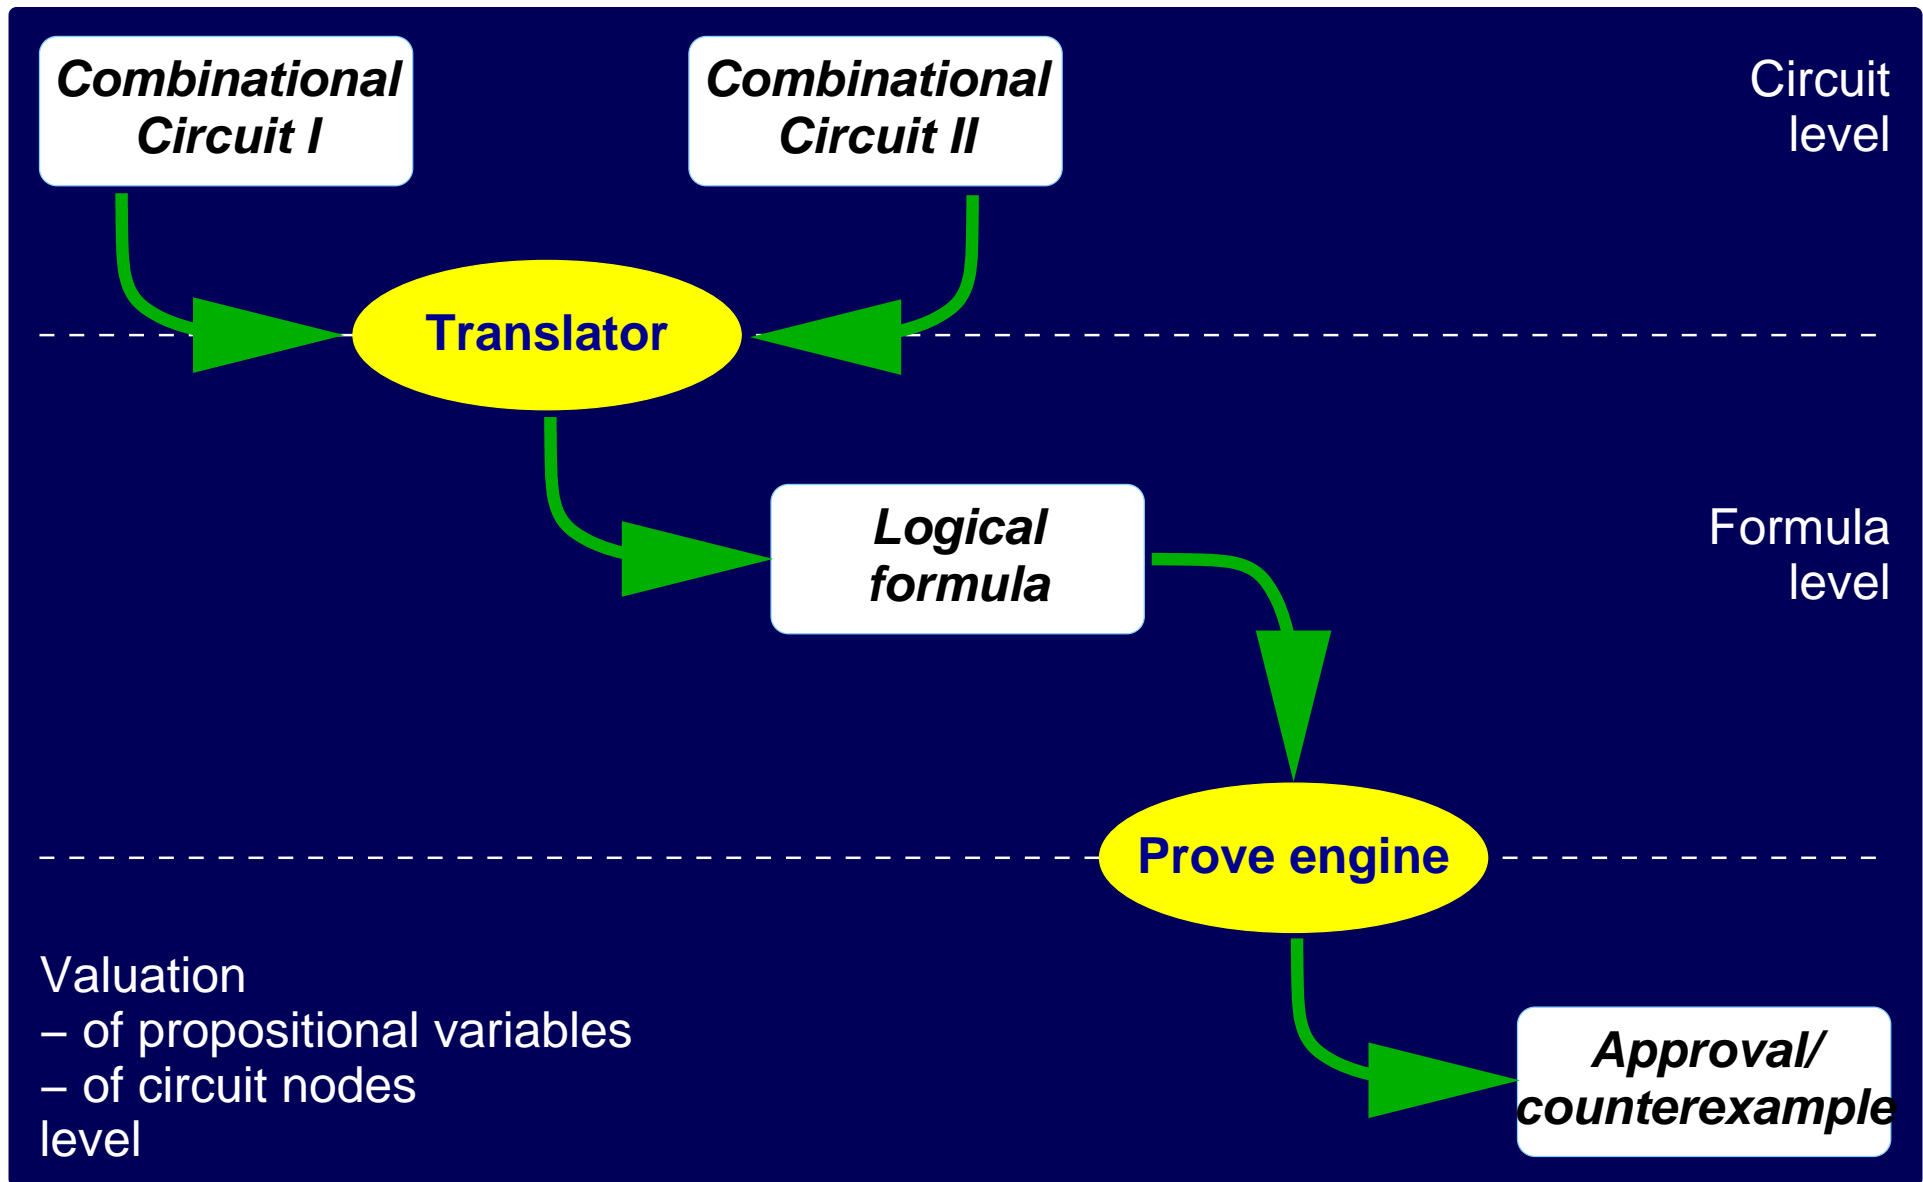 Combinational
Circuit I
Combinational
Circuit II
Circuit
level
Translator
Logical
formula
Formula
level
Prove engine
Valuation
– of propositional variables
– of circuit nodes
level
Approval/
counterexample